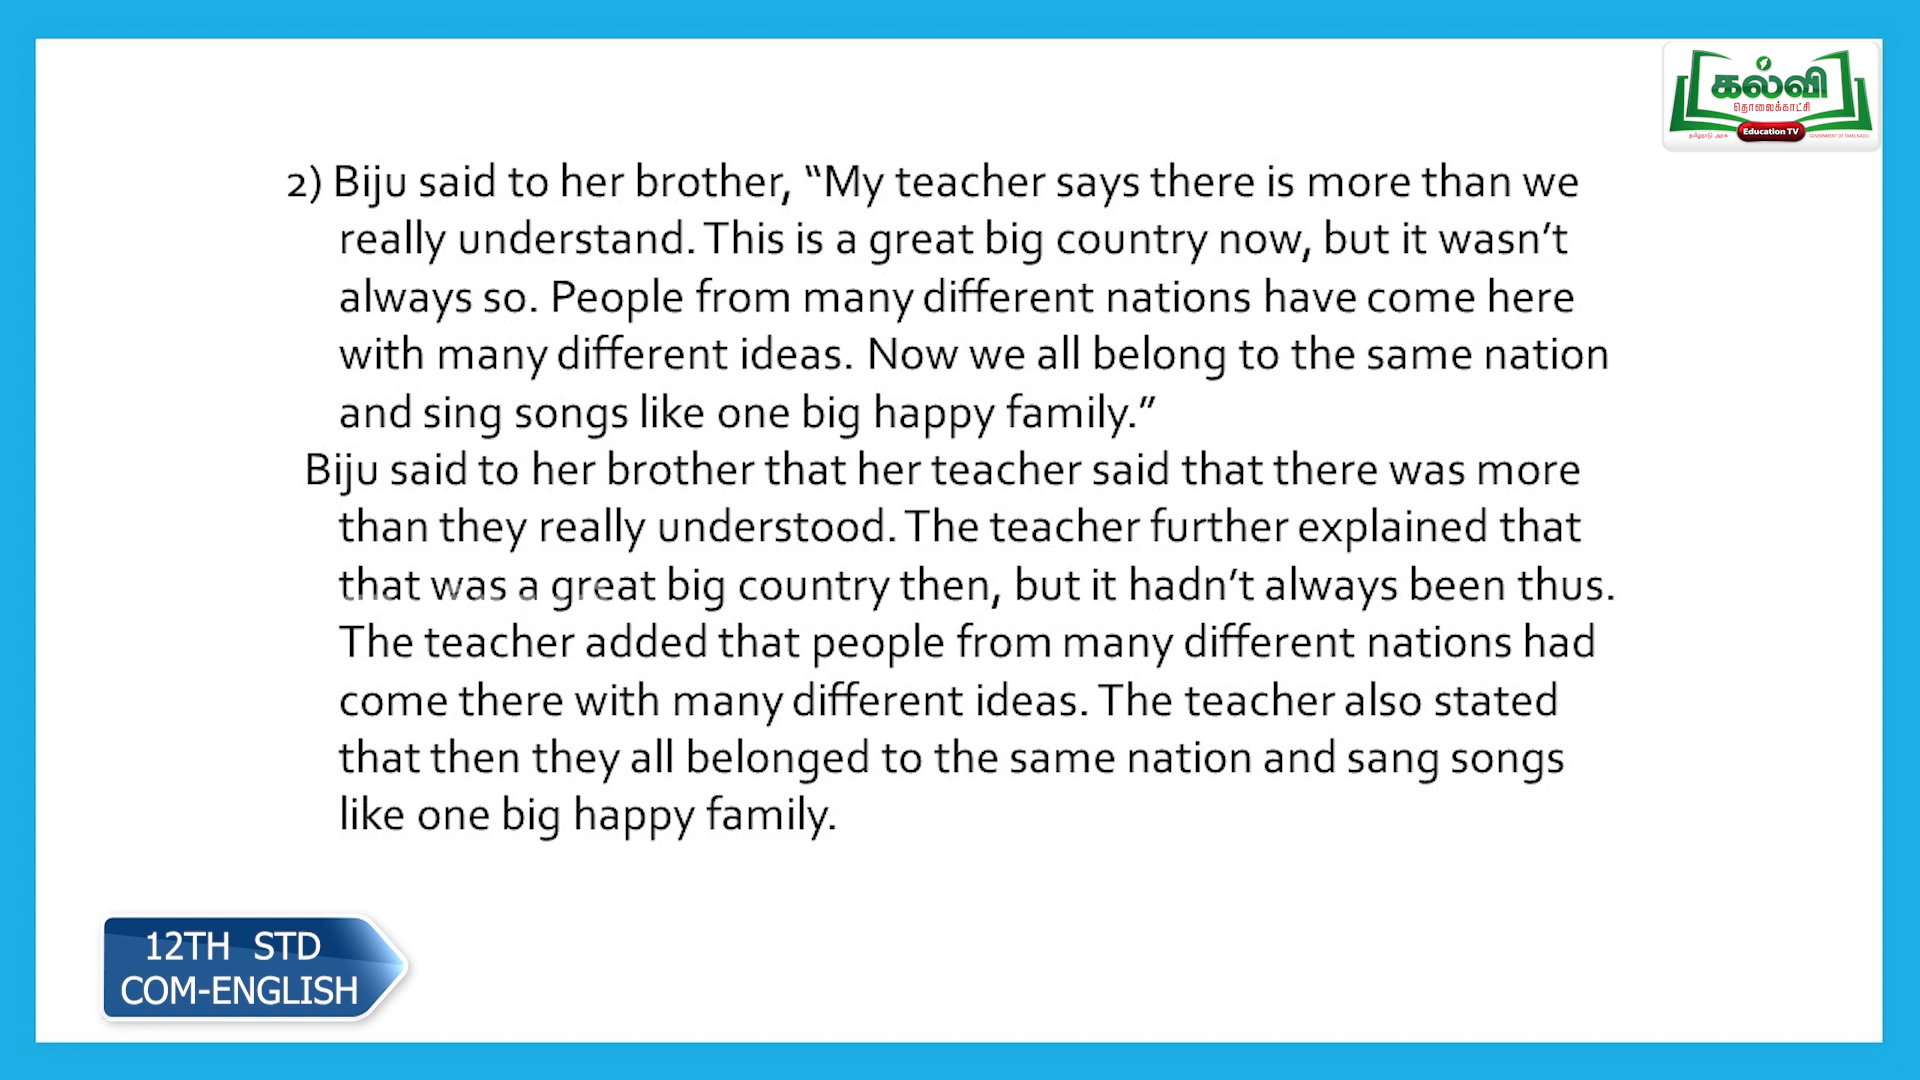 கல்வி
தொலைக்காட்சி
Education TV
தமிழ்நாடு அரசு
GOVERNMENT OF TAMILNADU
2) Biju said to her brother, “My teacher says there is more than we
really understand. This is a great big country now, but it wasn’t
always so. People from many different nations have come here
with many different ideas. Now we all belong to the same nation
and sing songs like one big happy family.”
Biju said to her brother that her teacher said that there was more
than they really understood. The teacher further explained that
that was a great big country then, but it hadn’t always been thus.
The teacher added that people from many different nations had
come there with many different ideas. The teacher also stated
that then they all belonged to the same nation and sang songs
like one big happy family.
12TH STD
COM-ENGLISH